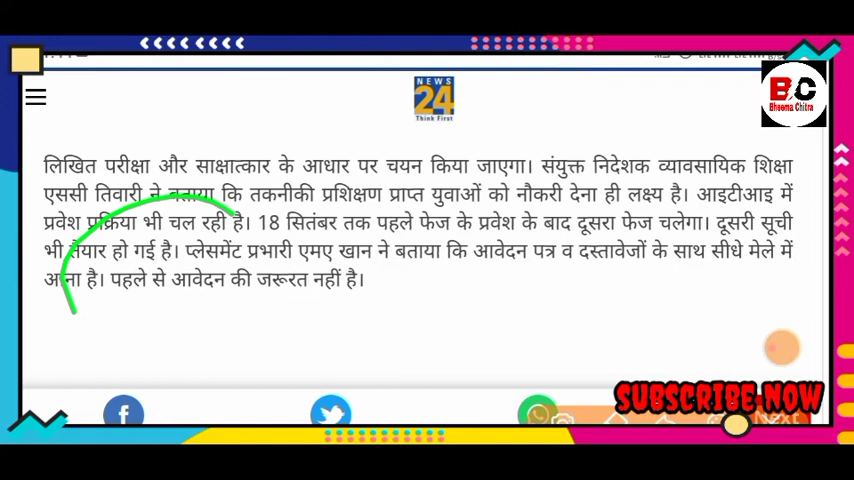 NEWS
24
Think First
BC
Bheema Chitra
लिखित परीक्षा और साक्षात्कार के आधार पर चयन किया जाएगा। संयुक्त निदेशक व्यावसायिक शिक्षा
एससी तिवारी ने बताया कि तकनीकी प्रशिक्षण प्राप्त युवाओं को नौकरी देना ही लक्ष्य है। आइटीआइ में
प्रवेश प्रक्रिया भी चल रही है। 18 सितंबर तक पहले फेज के प्रवेश के बाद दूसरा फेज चलेगा। दूसरी सूची
भी तैयार हो गई है। प्लेसमेंट प्रभारी एमए खान ने बताया कि आवेदन पत्र व दस्तावेजों के साथ सीधे मेले में
आना है। पहले से आवेदन की जरूरत नहीं है।
SUBSCRIBE NOW